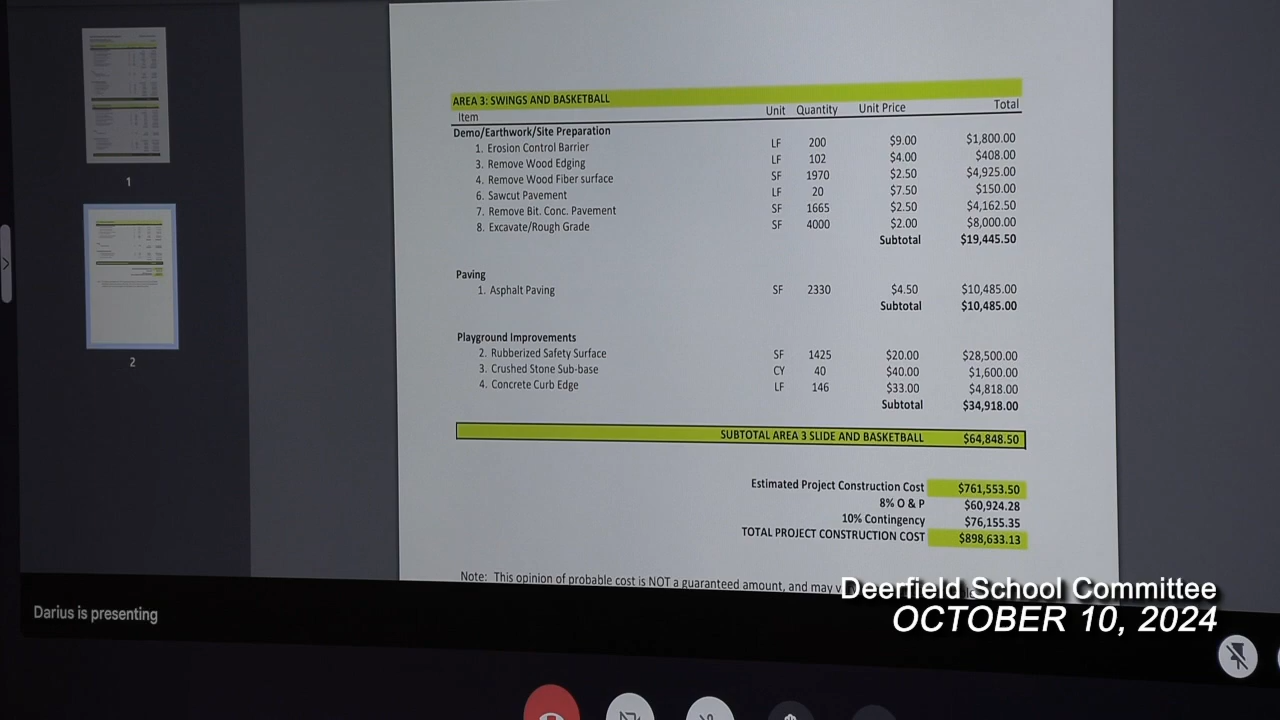 AREA 3: SWINGS AND BASKETBALL
Item Unit Quantity Unit Price Total
Demo/Earthwork/Site Preparation
1. Erosion Control Barrier LF 200 $9.00 $1,800.00
3. Remove Wood Edging LF 102 $4.00 $408.00
4. Remove Wood Fiber surface SF 1970 $2.50 $4,925.00
6. Sawcut Pavement LF 20 $7.50 $150.00
7. Remove Bit. Conc. Pavement SF 1665 $2.50 $4,162.50
8. Excavate/Rough Grade SF 4000 $2.00 $8,000.00
Subtotal $19,445.50
Paving
1. Asphalt Paving SF 2330 $4.50 $10,485.00
Subtotal $10,485.00
Playground Improvements
2. Rubberized Safety Surface SF 1425 $20.00 $28,500.00
3. Crushed Stone Sub-base CY 40 $40.00 $1,600.00
4. Concrete Curb Edge LF 146 $33.00 $4,818.00
Subtotal $34,918.00
SUBTOTAL AREA 3 SLIDE AND BASKETBALL $64,848.50
Estimated Project Construction Cost $761,553.50
8% O & P $60,924.28
10% Contingency $76,155.35
TOTAL PROJECT CONSTRUCTION COST $898,633.13
Note: This opinion of probable cost is NOT a guaranteed amount, and may
1
2
Darius is presenting
Deerfield School Committee
OCTOBER 10, 2024